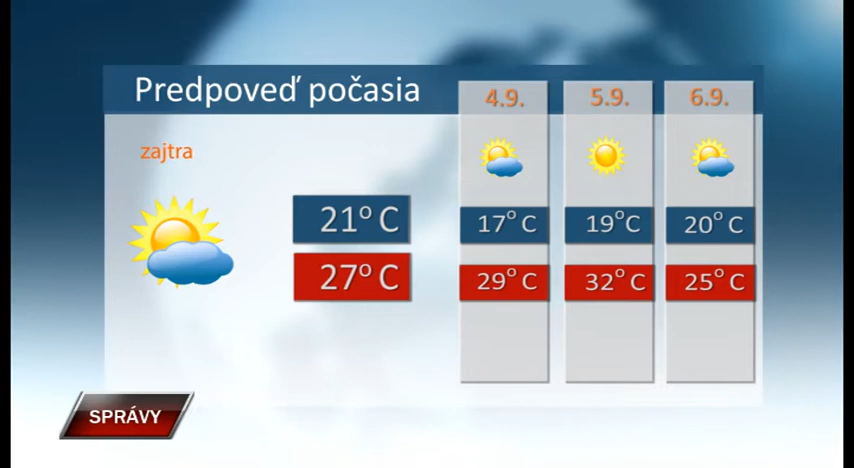 Predpoveď počasia
zajtra
21° C
27° C
4.9.
17° C
29° C
5.9.
19°C
32° C
6.9.
20° C
25° C
SPRÁVY